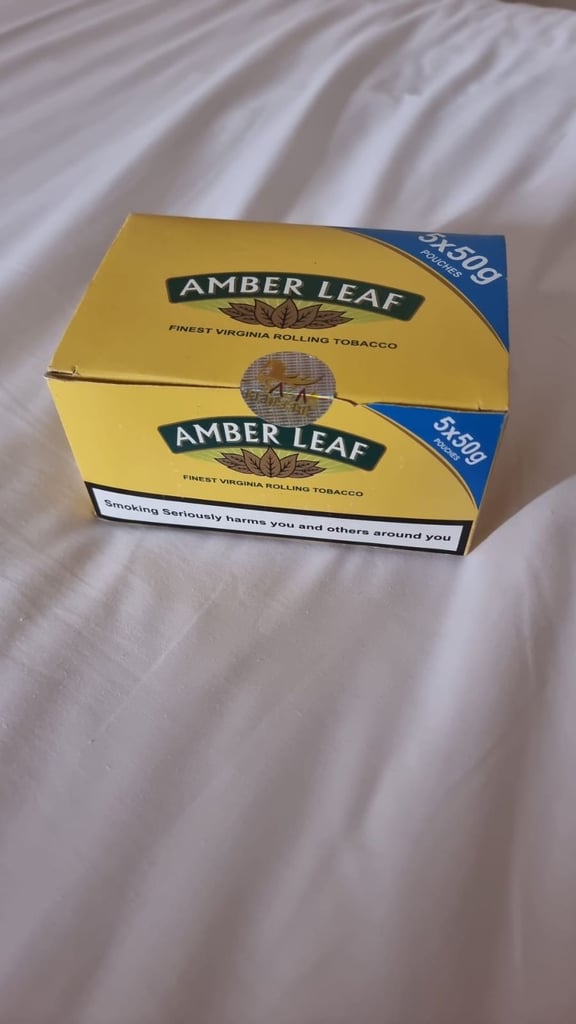 5x50g
POUCHES
AMBER LEAF
FINEST VIRGINIA ROLLING TOBACCO
AMBER LEAF
5x50g
POUCHES
FINEST VIRGINIA ROLLING TOBACCO
Smoking Seriously harms you and others around you